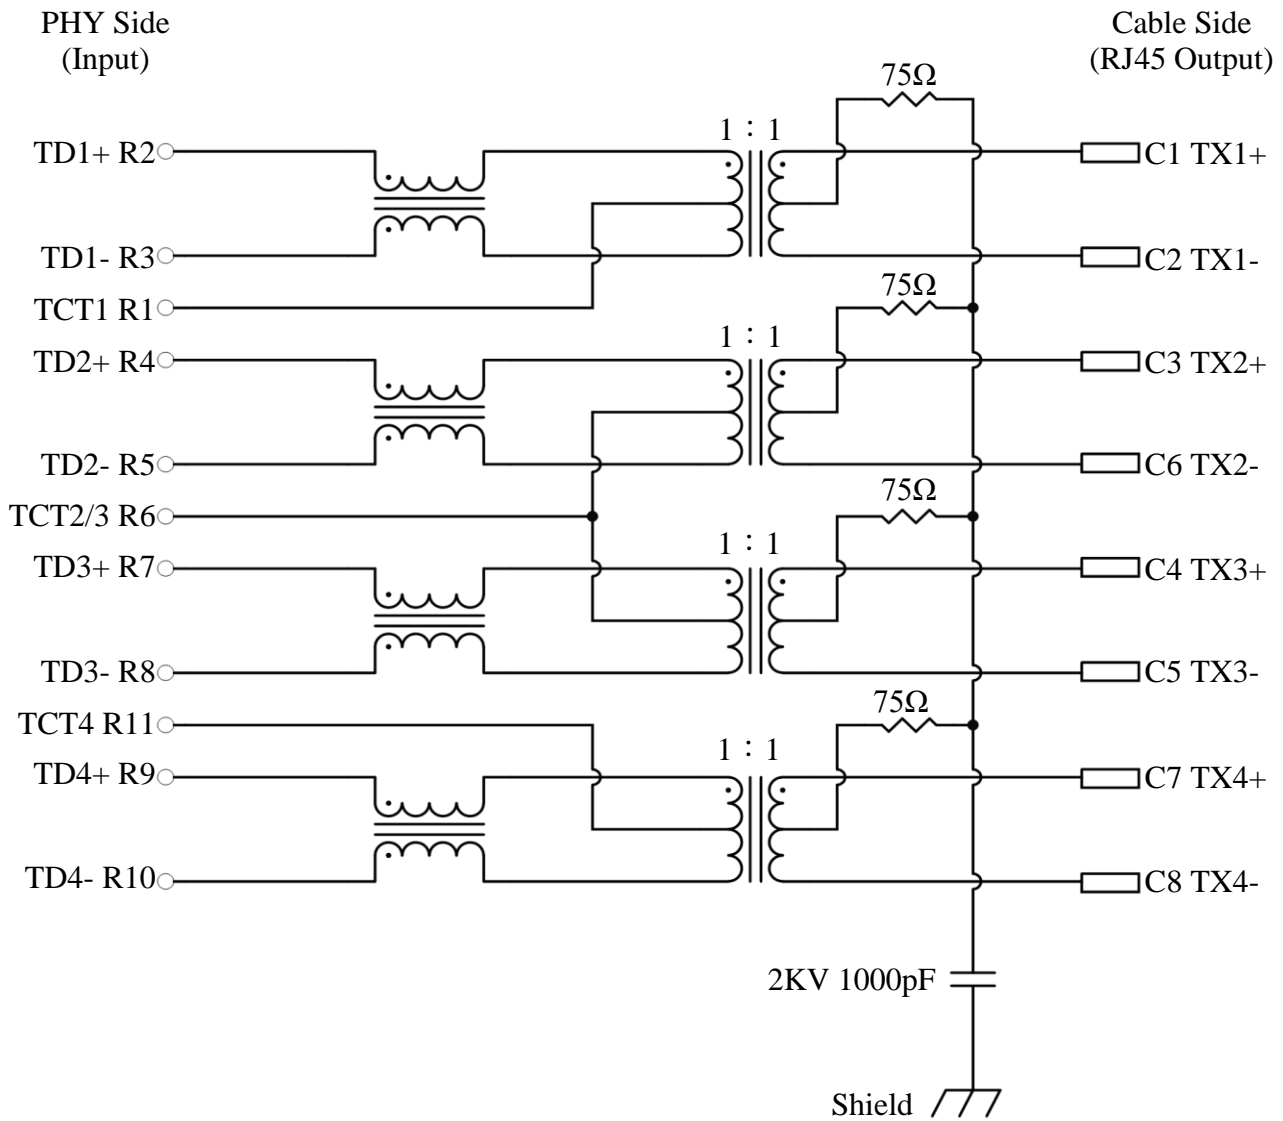 PHY Side
(Input)
Cable Side
(RJ45 Output)
75Ω
1 : 1
TD1+ R2
C1 TX1+
TD1- R3
C2 TX1-
75Ω
TCT1 R1
1 : 1
TD2+ R4
C3 TX2+
TD2- R5
C6 TX2-
75Ω
TCT2/3 R6
1 : 1
TD3+ R7
C4 TX3+
TD3- R8
C5 TX3-
75Ω
TCT4 R11
1 : 1
TD4+ R9
C7 TX4+
TD4- R10
C8 TX4-
2KV 1000pF
Shield